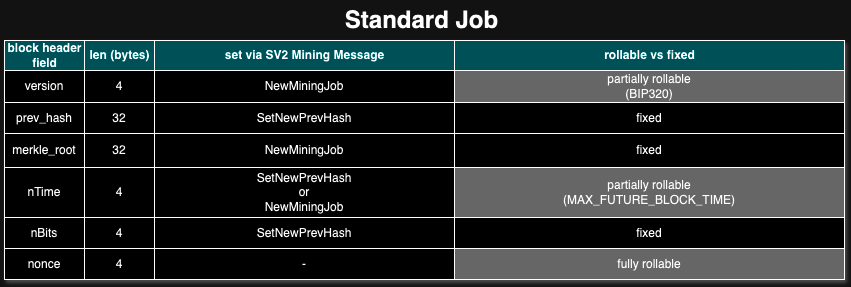 Standard Job
block header field len (bytes) set via SV2 Mining Message rollable vs fixed
version 4 NewMiningJob partially rollable (BIP320)
prev_hash 32 SetNewPrevHash fixed
merkle_root 32 NewMiningJob fixed
nTime 4 SetNewPrevHash or NewMiningJob partially rollable (MAX_FUTURE_BLOCK_TIME)
nBits 4 SetNewPrevHash fixed
nonce 4 - fully rollable